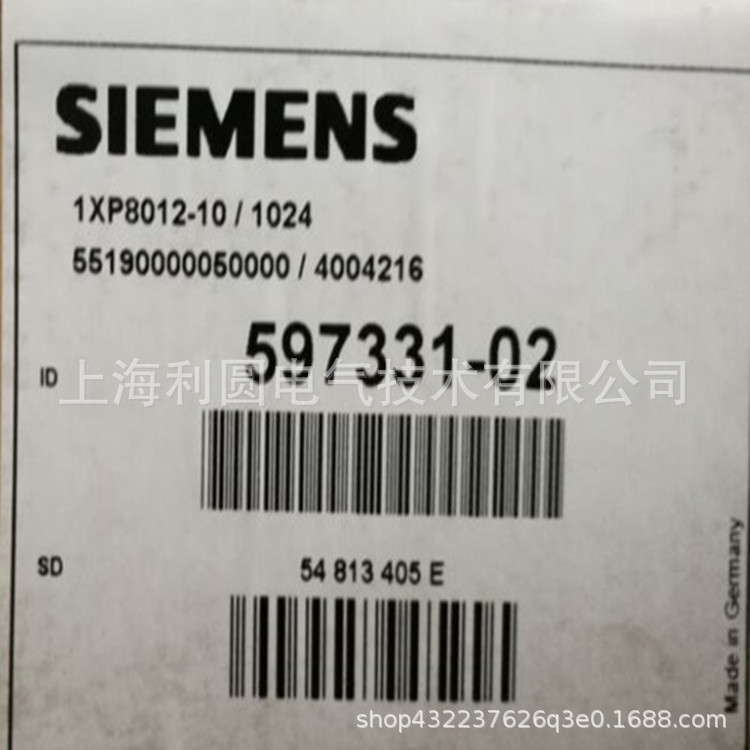 SIEMENS
1XP8012-10 / 1024
55190000050000 / 4004216
597331-02
ID
上海利圆电气技术有限公司
SD
54 813 405 E
Made in Germany
shop432237626q3e0.1688.com